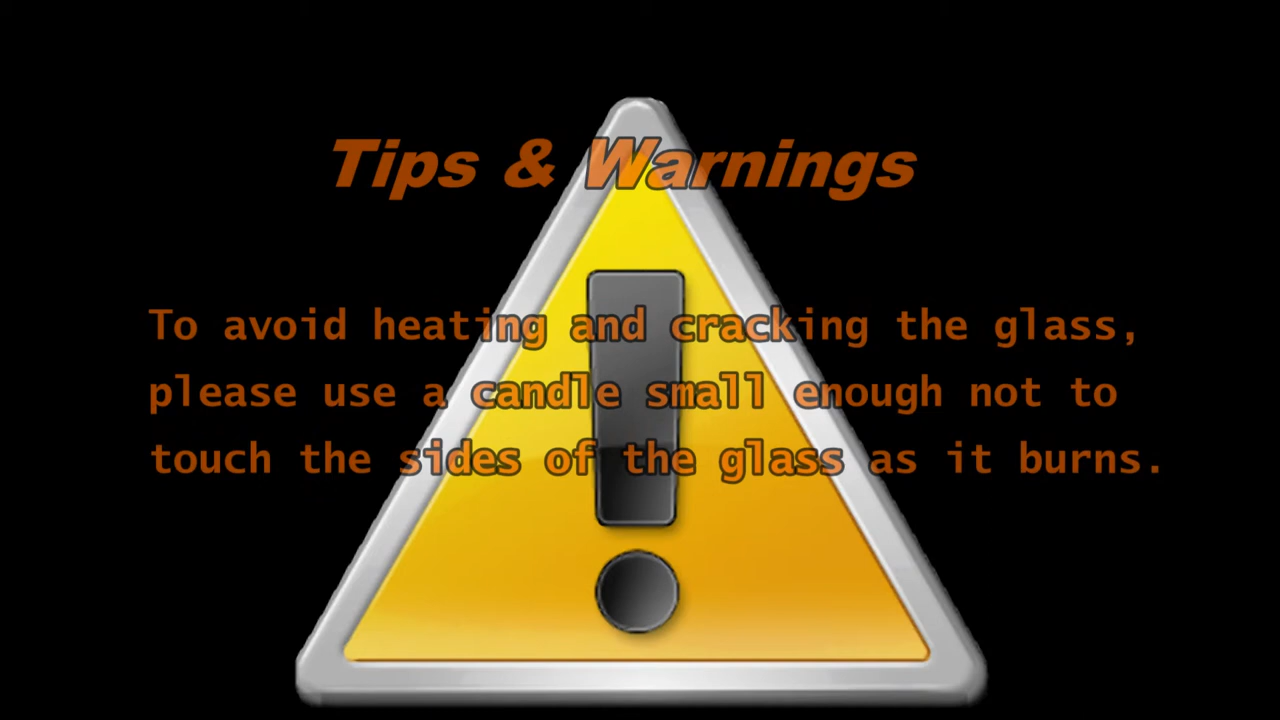 Tips & Warnings
To avoid heating and cracking the glass,
please use a candle small enough not to
touch the sides of the glass as it burns.